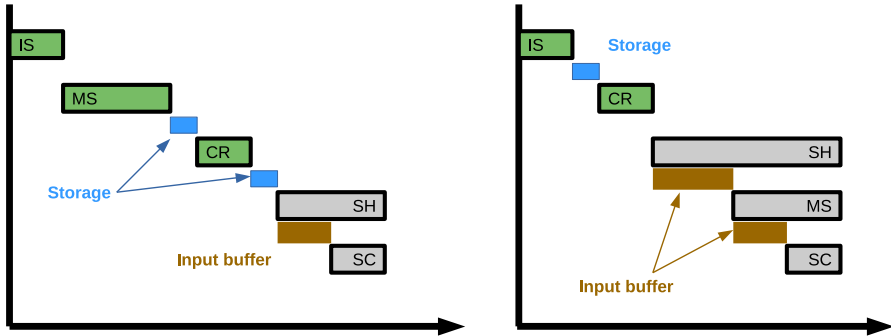 IS
MS
CR
Storage
SH
Input buffer
SC
IS
Storage
CR
SH
MS
SC
Input buffer